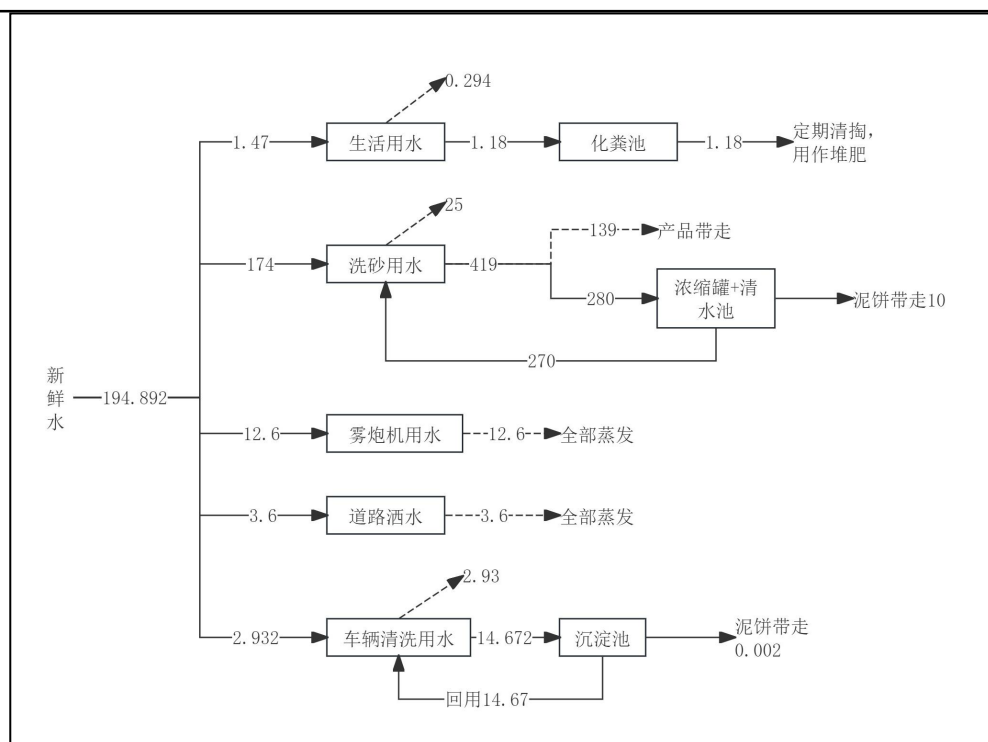 0.294
1.47
生活用水
1.18
化粪池
1.18
定期清掏,
用作堆肥
25
139
产品带走
174
洗砂用水
419
280
浓缩罐+清
水池
泥饼带走10
270
新
鲜
水
194.892
12.6
雾炮机用水
12.6
全部蒸发
3.6
道路洒水
3.6
全部蒸发
2.93
2.932
车辆清洗用水
14.672
沉淀池
泥饼带走
0.002
回用14.67